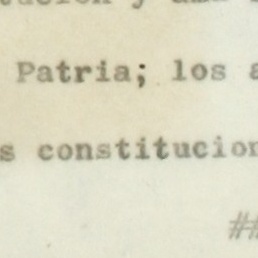 y
Patria; los
s constitucion
##